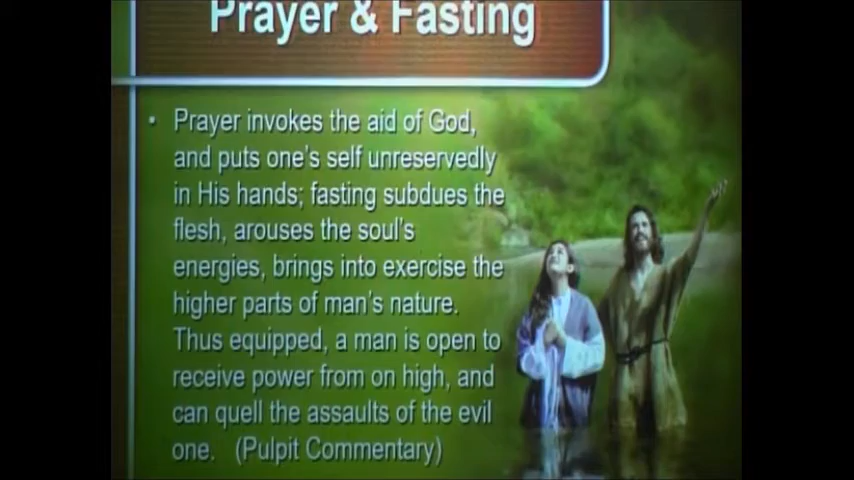 Prayer & Fasting
• Prayer invokes the aid of God,
and puts one's self unreservedly
in His hands; fasting subdues the
flesh, arouses the soul's
energies, brings into exercise the
higher parts of man's nature.
Thus equipped, a man is open to
receive power from on high, and
can quell the assaults of the evil
one. (Pulpit Commentary)